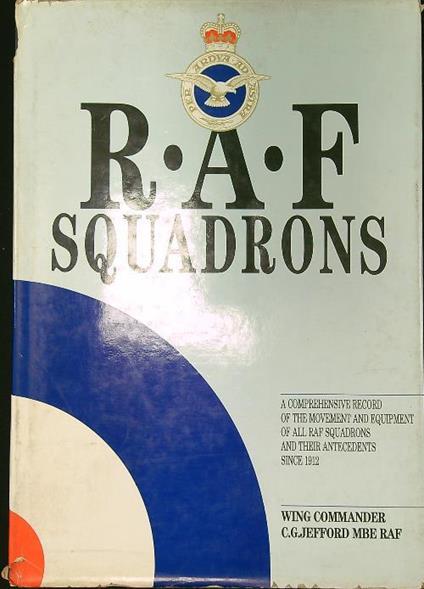 PER ARDVA AD ASTRA
R·A·F
SQUADRONS
A COMPREHENSIVE RECORD
OF THE MOVEMENT AND EQUIPMENT
OF ALL RAF SQUADRONS
AND THEIR ANTECEDENTS
SINCE 1912
WING COMMANDER
C.G.JEFFORD MBE RAF